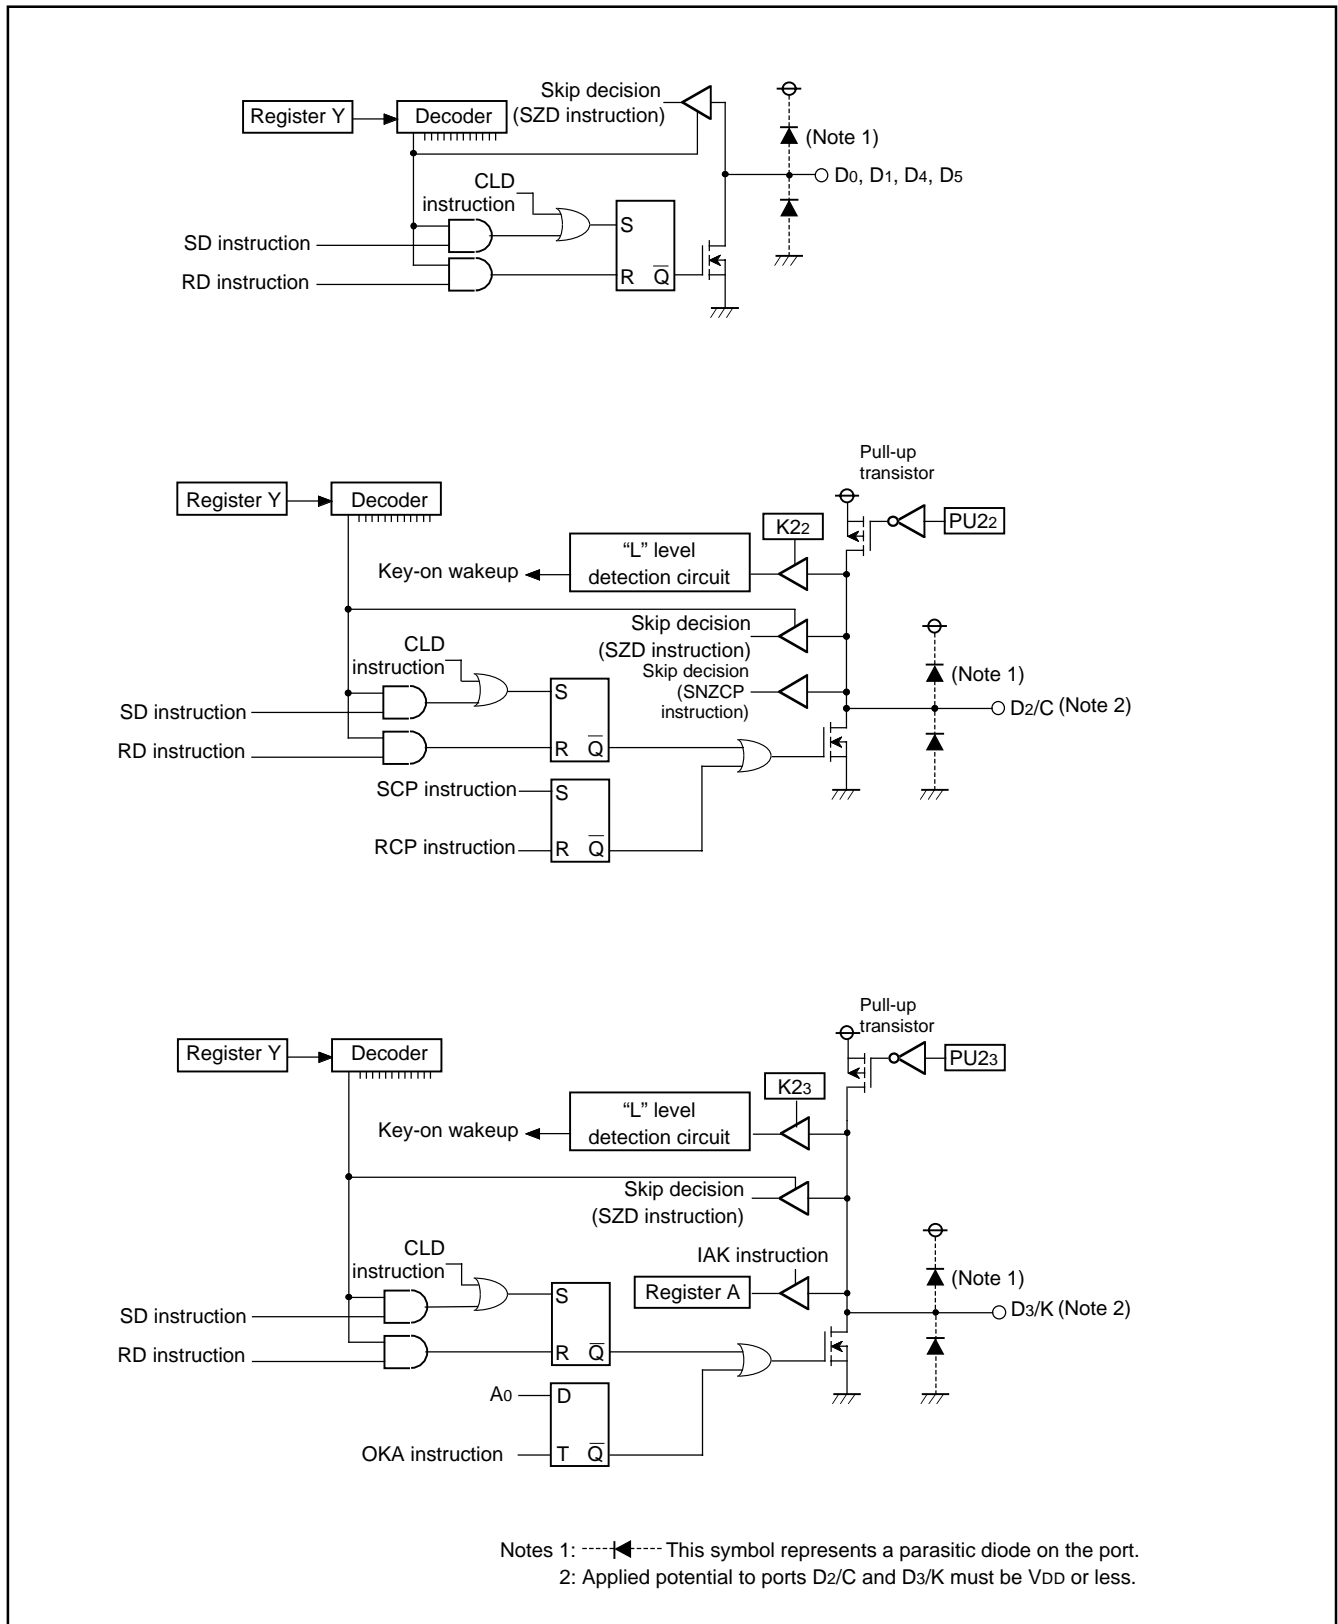 Skip decision
(SZD instruction)
Register Y
Decoder
(Note 1)
D0, D1, D4, D5
CLD
instruction
S
SD instruction
RD instruction
R Q
Pull-up
transistor
Register Y
Decoder
K22
PU22
“L” level
detection circuit
Key-on wakeup
Skip decision
(SZD instruction)
CLD
instruction
Skip decision
(SNZCP
instruction)
(Note 1)
S
SD instruction
D2/C (Note 2)
RD instruction
R Q
SCP instruction
S
RCP instruction
R Q
Pull-up
transistor
Register Y
Decoder
PU23
K23
“L” level
detection circuit
Key-on wakeup
Skip decision
(SZD instruction)
CLD
instruction
IAK instruction
Register A
(Note 1)
S
SD instruction
D3/K (Note 2)
RD instruction
R Q
A0
D
OKA instruction
T Q
Notes 1: This symbol represents a parasitic diode on the port.
2: Applied potential to ports D2/C and D3/K must be VDD or less.